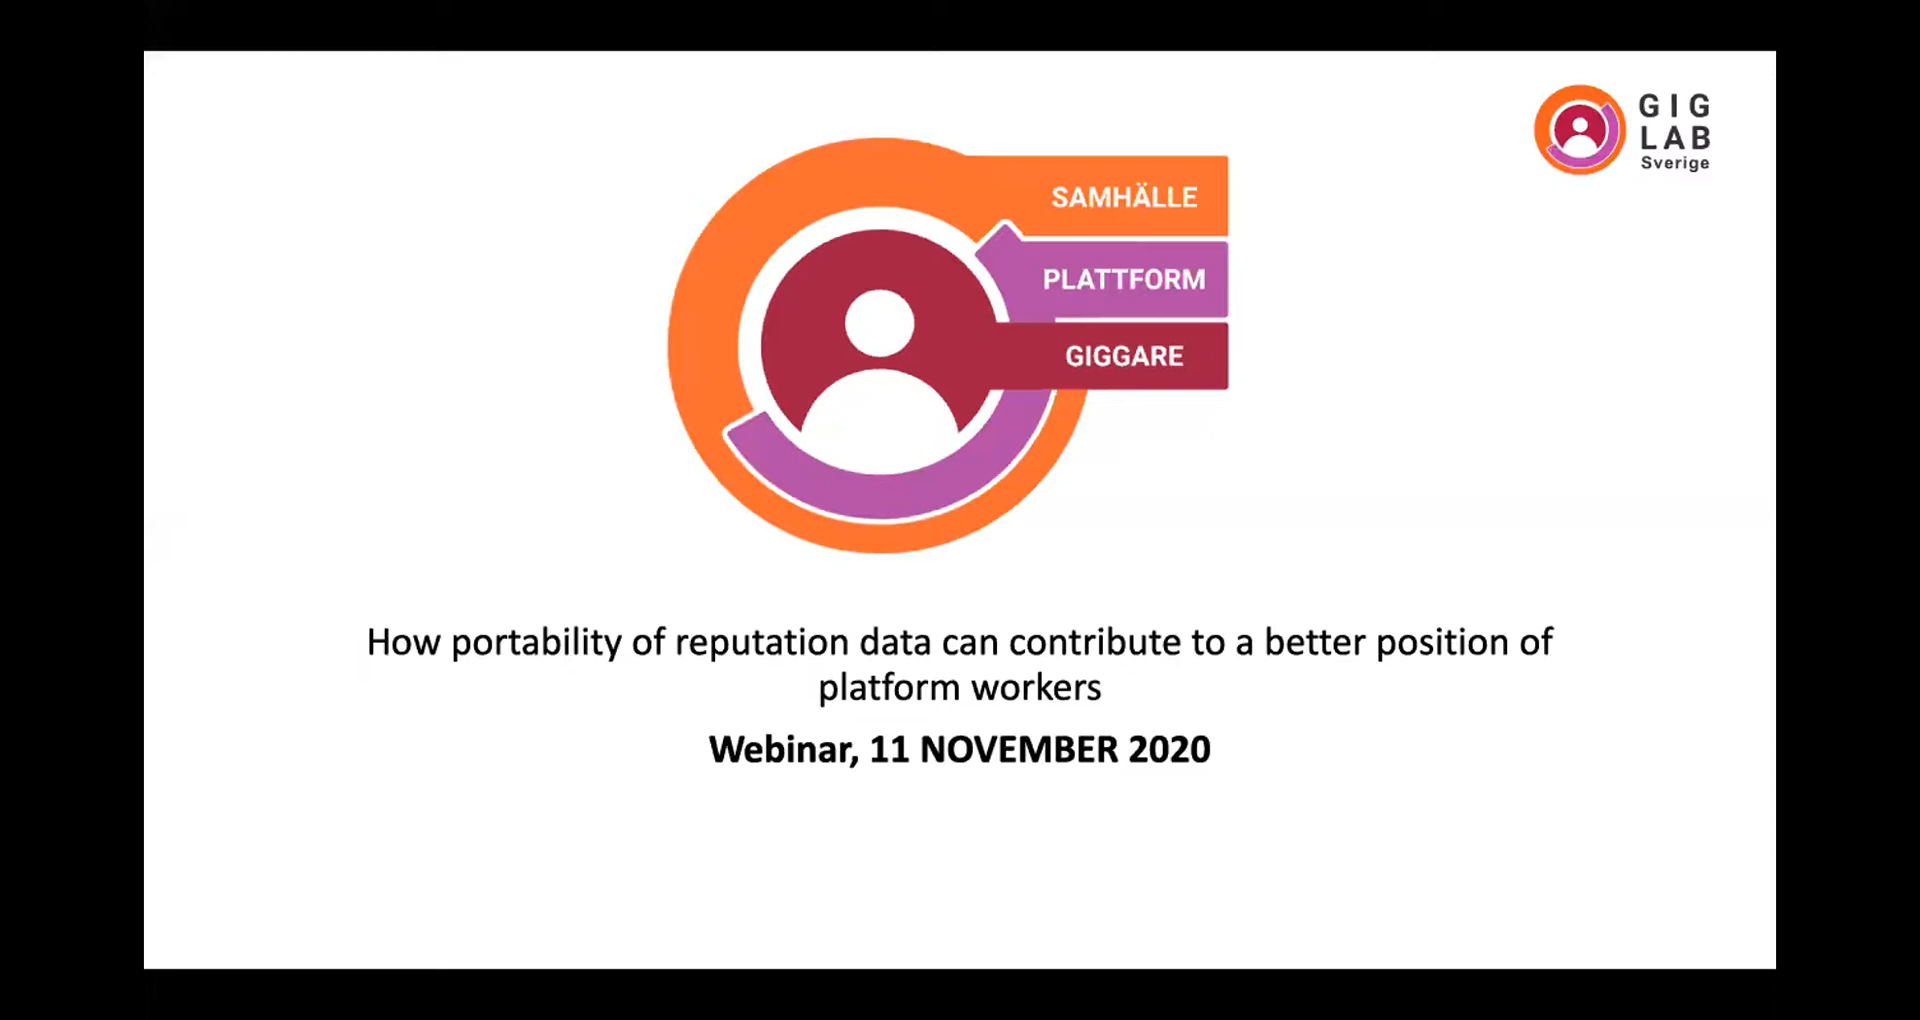 GIG
LAB
Sverige
SAMHÄLLE
PLATTFORM
GIGGARE
How portability of reputation data can contribute to a better position of
platform workers
Webinar, 11 NOVEMBER 2020